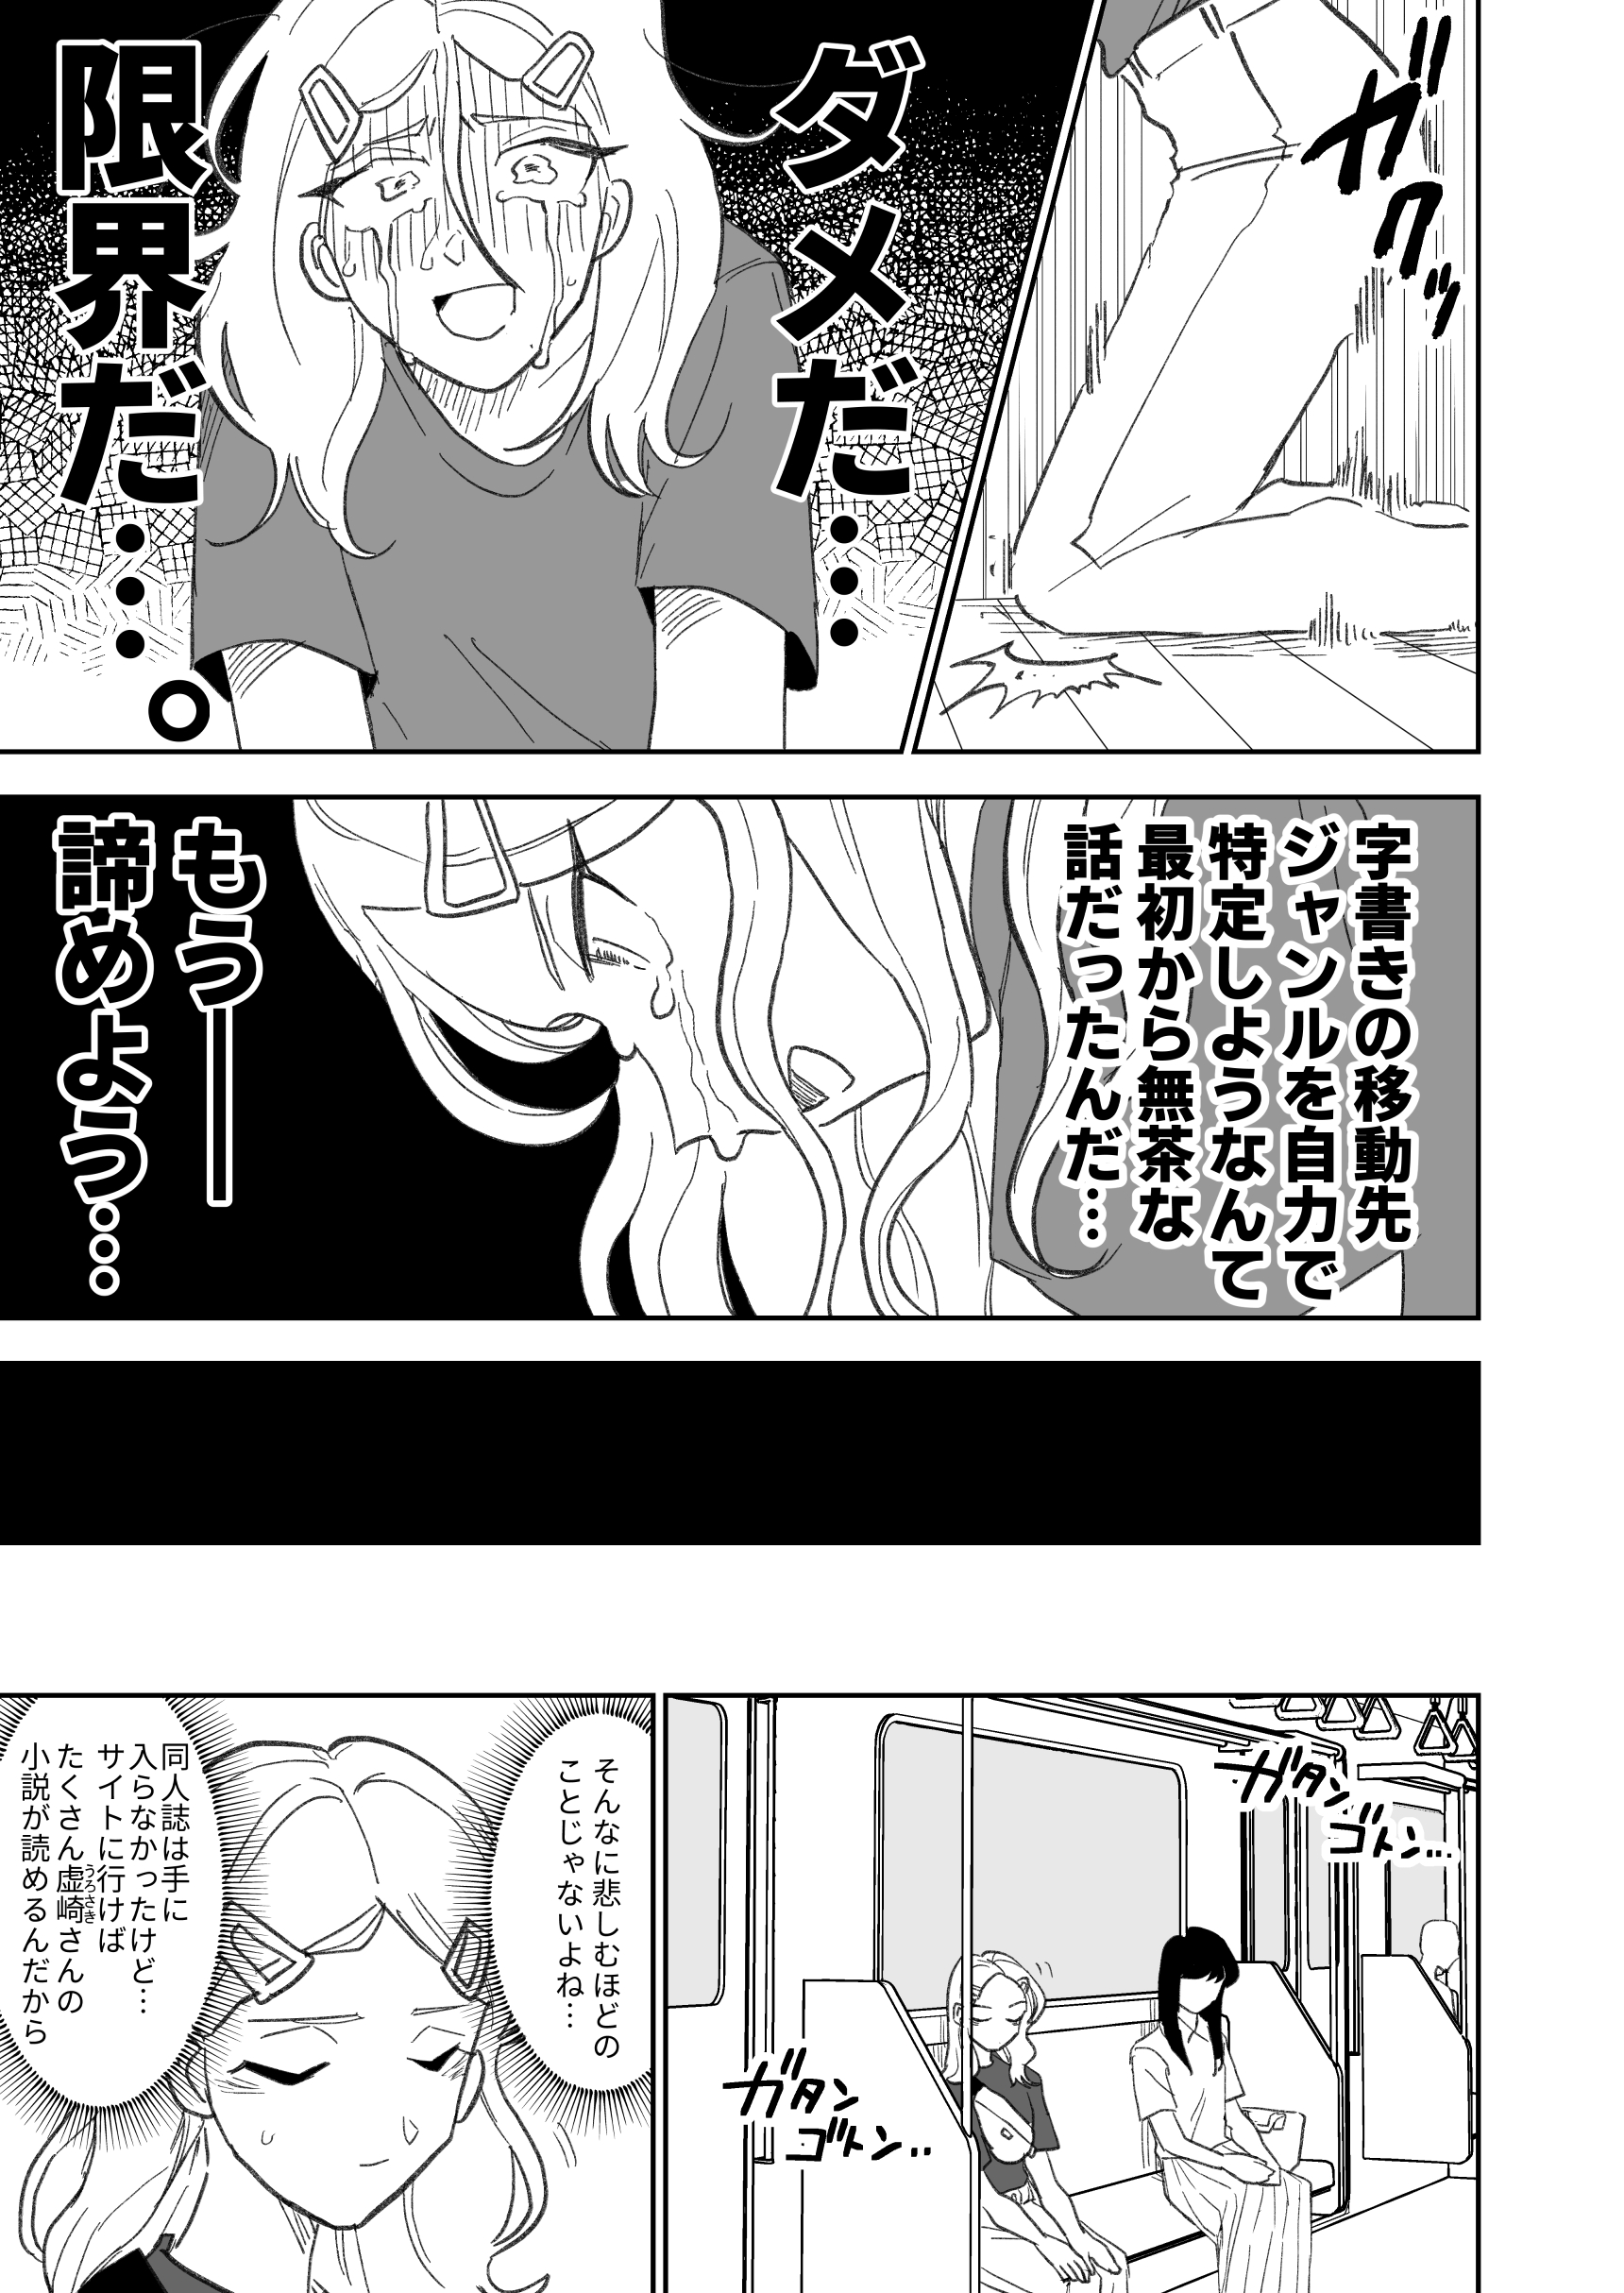 ガクッ
ダメだ…
限界だ…。
字書きの移動先
ジャンルを自力で
特定しようなんて
最初から無茶な
話だったんだ…
もう――
諦めよう…
ガタン
ゴトン…
ガタン
ゴトン‥
そんなに悲しむほどの
ことじゃないよね…
同人誌は手に
入らなかったけど…
サイトに行けば
たくさん虚崎さんの
うろさき
小説が読めるんだから